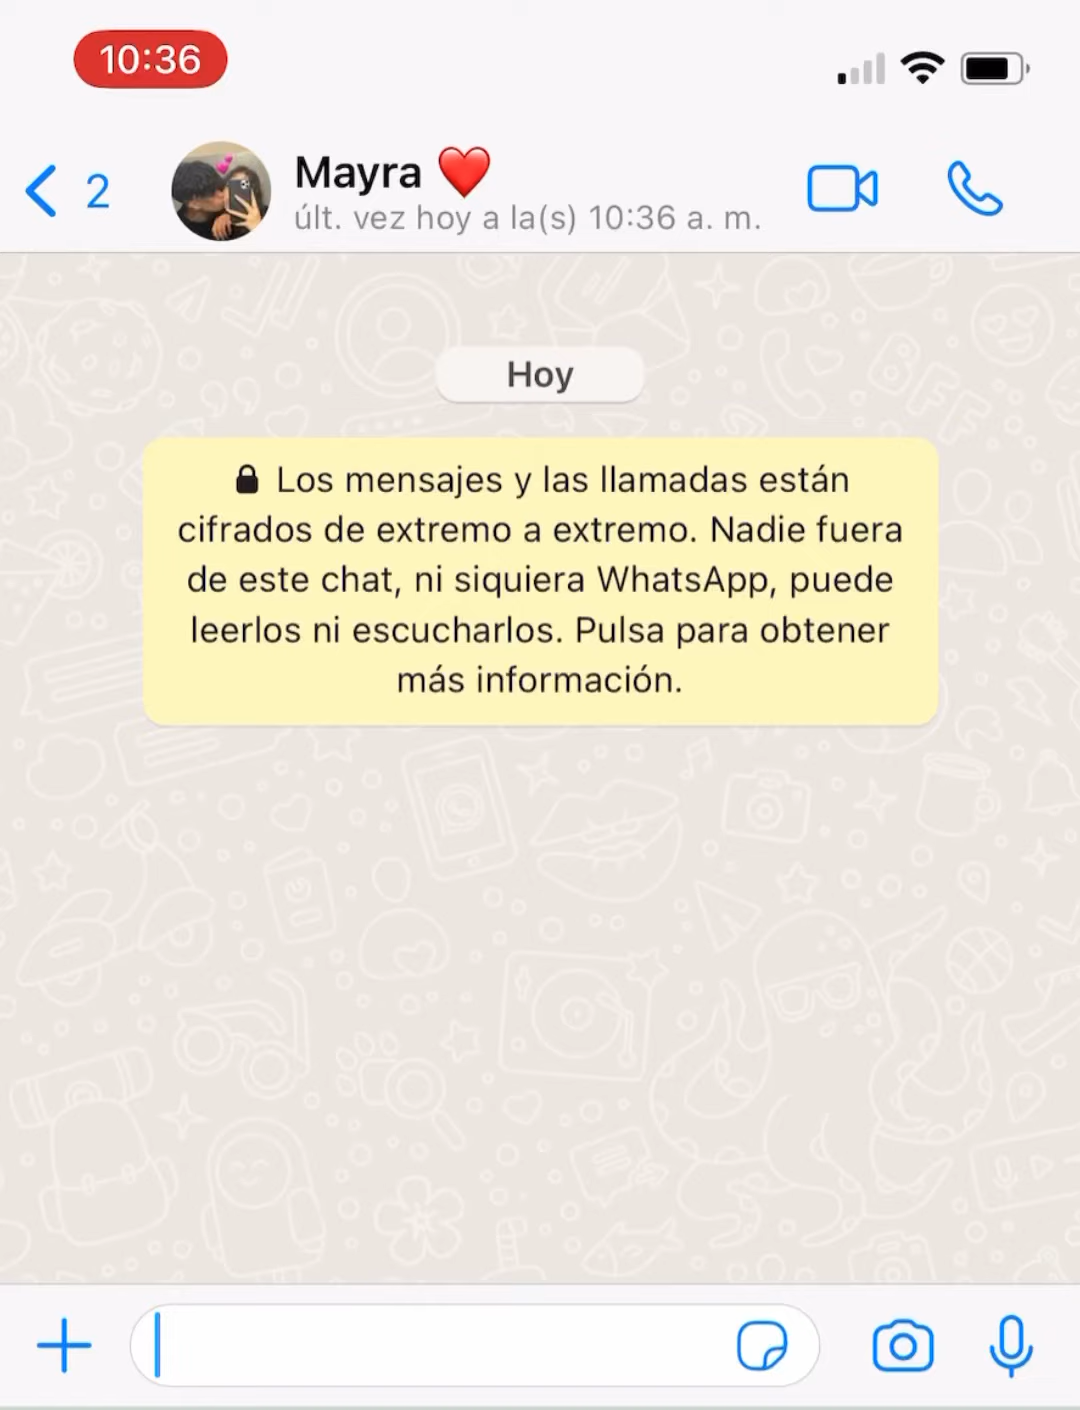 10:36
2
Mayra ❤️
últ. vez hoy a la(s) 10:36 a. m.
Hoy
🔒 Los mensajes y las llamadas están
cifrados de extremo a extremo. Nadie fuera
de este chat, ni siquiera WhatsApp, puede
leerlos ni escucharlos. Pulsa para obtener
más información.